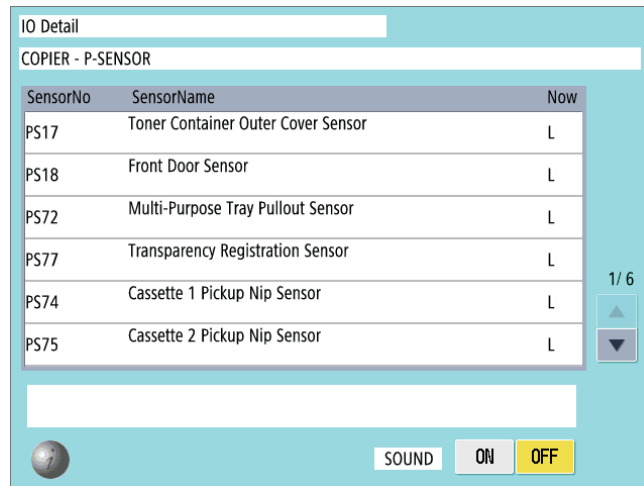 IO Detail
COPIER - P-SENSOR
SensorNo SensorName Now
PS17 Toner Container Outer Cover Sensor L
PS18 Front Door Sensor L
PS72 Multi-Purpose Tray Pullout Sensor L
PS77 Transparency Registration Sensor L
PS74 Cassette 1 Pickup Nip Sensor L
PS75 Cassette 2 Pickup Nip Sensor L
1/ 6
i
SOUND ON OFF